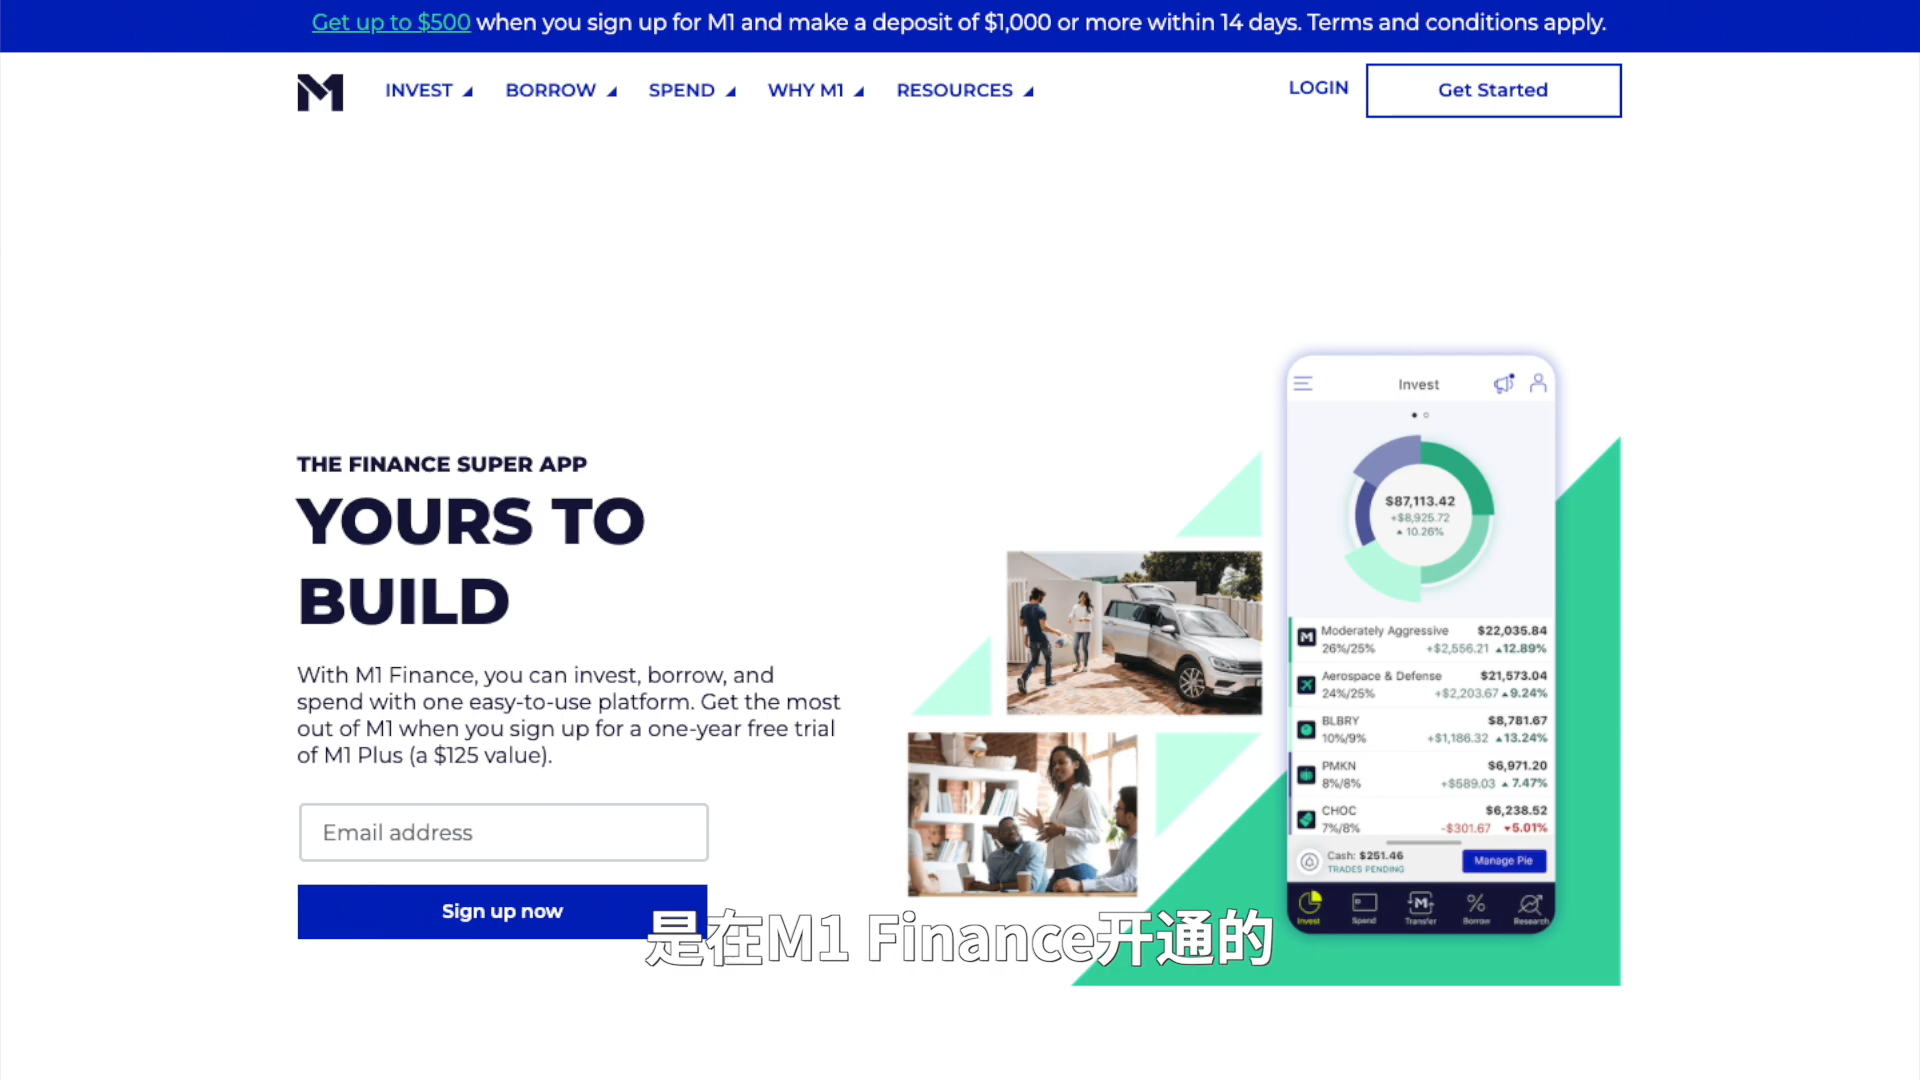 Get up to $500 when you sign up for M1 and make a deposit of $1,000 or more within 14 days. Terms and conditions apply.
M1 INVEST BORROW SPEND WHY M1 RESOURCES LOGIN Get Started
THE FINANCE SUPER APP
YOURS TO
BUILD
With M1 Finance, you can invest, borrow, and
spend with one easy-to-use platform. Get the most
out of M1 when you sign up for a one-year free trial
of M1 Plus (a $125 value).
Email address
Sign up now
Invest
$87,113.42
+$8,925.72
▲ 10.26%
M Moderately Aggressive $22,035.84
26%/25% +$2,556.21 ▲12.89%
Aerospace & Defense $21,573.04
24%/25% +$2,203.67 ▲9.24%
BLBRY $8,781.67
10%/9% +$1,186.32 ▲13.24%
PMKN $6,971.20
8%/8% +$589.03 ▲7.47%
CHOC $6,238.52
7%/8% -$301.67 ▼5.01%
Cash: $251.46 Manage Pie
TRADES PENDING
Invest Spend Transfer Borrow Research
是在M1 Finance开通的